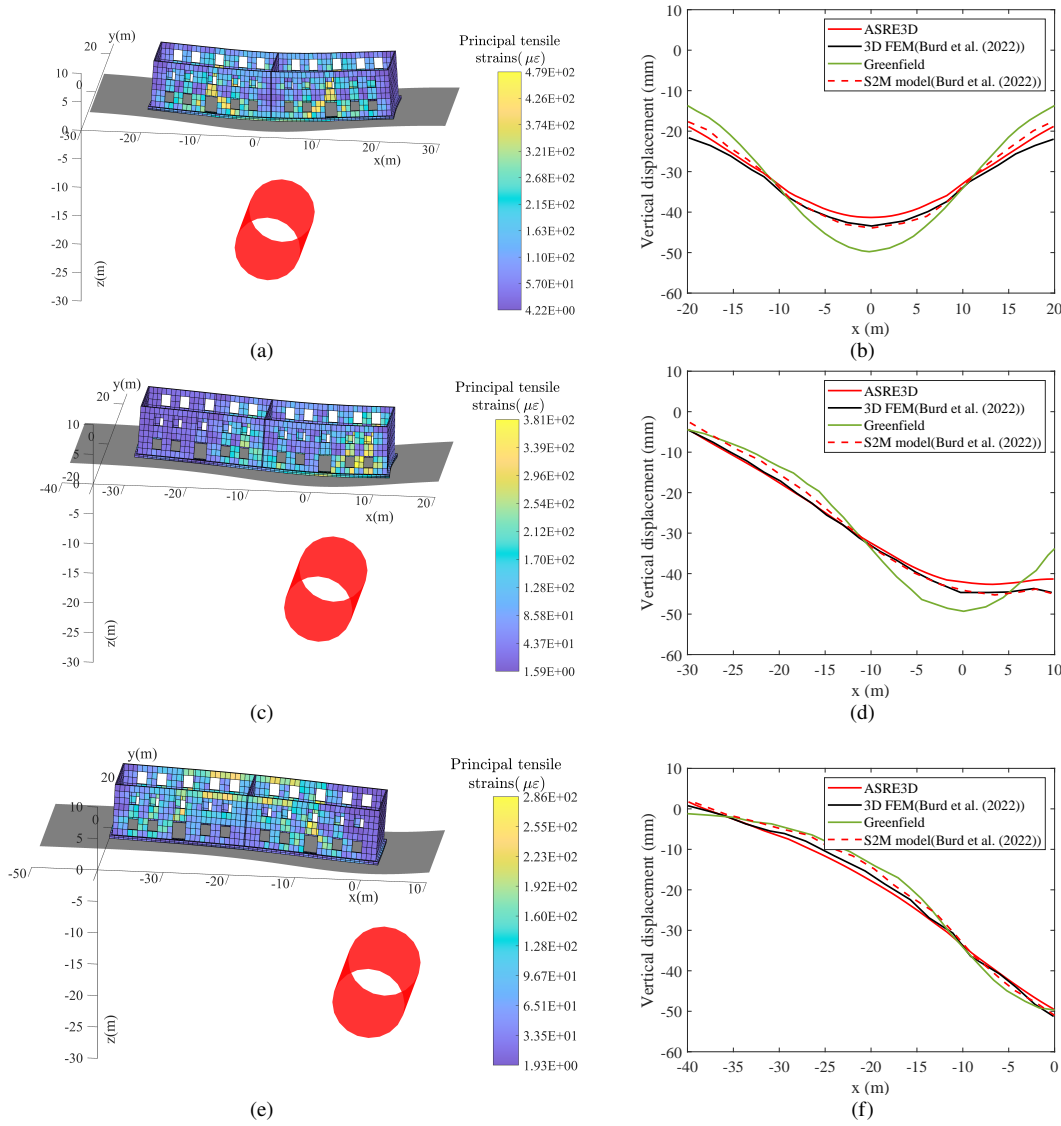 y(m)
20
0
10
5
0
-30
-20
-10
0
10
20
30
x(m)
-5
-10
-15
-20
-25
-30
z(m)
Principal tensile
strains(με)
4.79E+02
4.26E+02
3.74E+02
3.21E+02
2.68E+02
2.15E+02
1.63E+02
1.10E+02
5.70E+01
4.22E+00
(a)
10
0
-10
-20
-30
-40
-50
-60
Vertical displacement (mm)
ASRE3D
3D FEM(Burd et al. (2022))
Greenfield
S2M model(Burd et al. (2022))
-20 -15 -10 -5 0 5 10 15 20
x (m)
(b)
y(m)
20
0
10
5
-20
0
-40
-30
-20
-10
0
10
20
x(m)
-5
-10
-15
-20
-25
-30
z(m)
Principal tensile
strains(με)
3.81E+02
3.39E+02
2.96E+02
2.54E+02
2.12E+02
1.70E+02
1.28E+02
8.58E+01
4.37E+01
1.59E+00
(c)
10
0
-10
-20
-30
-40
-50
-60
Vertical displacement (mm)
ASRE3D
3D FEM(Burd et al. (2022))
Greenfield
S2M model(Burd et al. (2022))
-30 -25 -20 -15 -10 -5 0 5 10
x (m)
(d)
y(m)
20
0
10
5
0
-50
-30
-20
-10
0
10
x(m)
-5
-10
-15
-20
-25
-30
z(m)
Principal tensile
strains(με)
2.86E+02
2.55E+02
2.23E+02
1.93E+02
1.60E+02
1.28E+02
9.67E+01
6.51E+01
3.35E+01
1.93E+00
(e)
10
0
-10
-20
-30
-40
-50
-60
Vertical displacement (mm)
ASRE3D
3D FEM(Burd et al. (2022))
Greenfield
S2M model(Burd et al. (2022))
-40 -35 -30 -25 -20 -15 -10 -5 0
x (m)
(f)